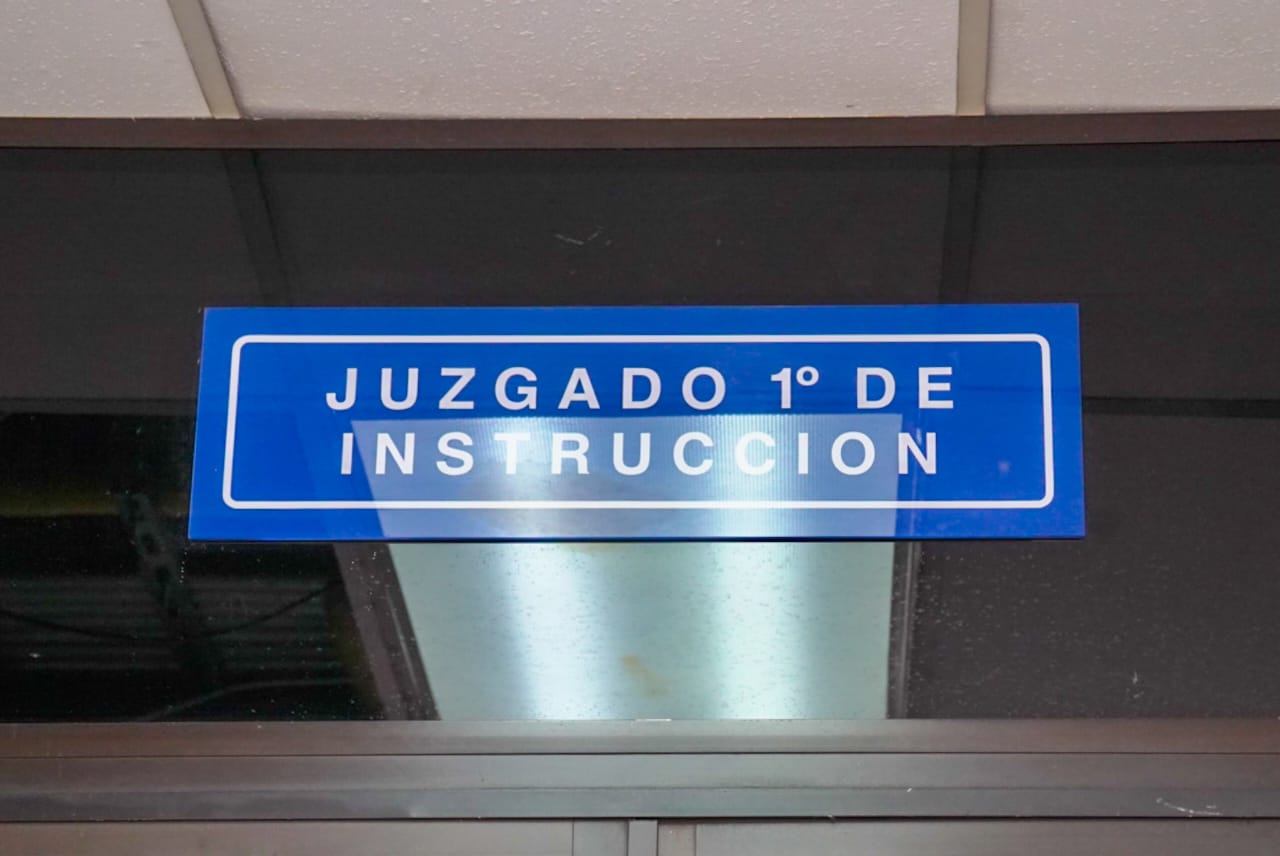 JUZGADO 1º DE
INSTRUCCION